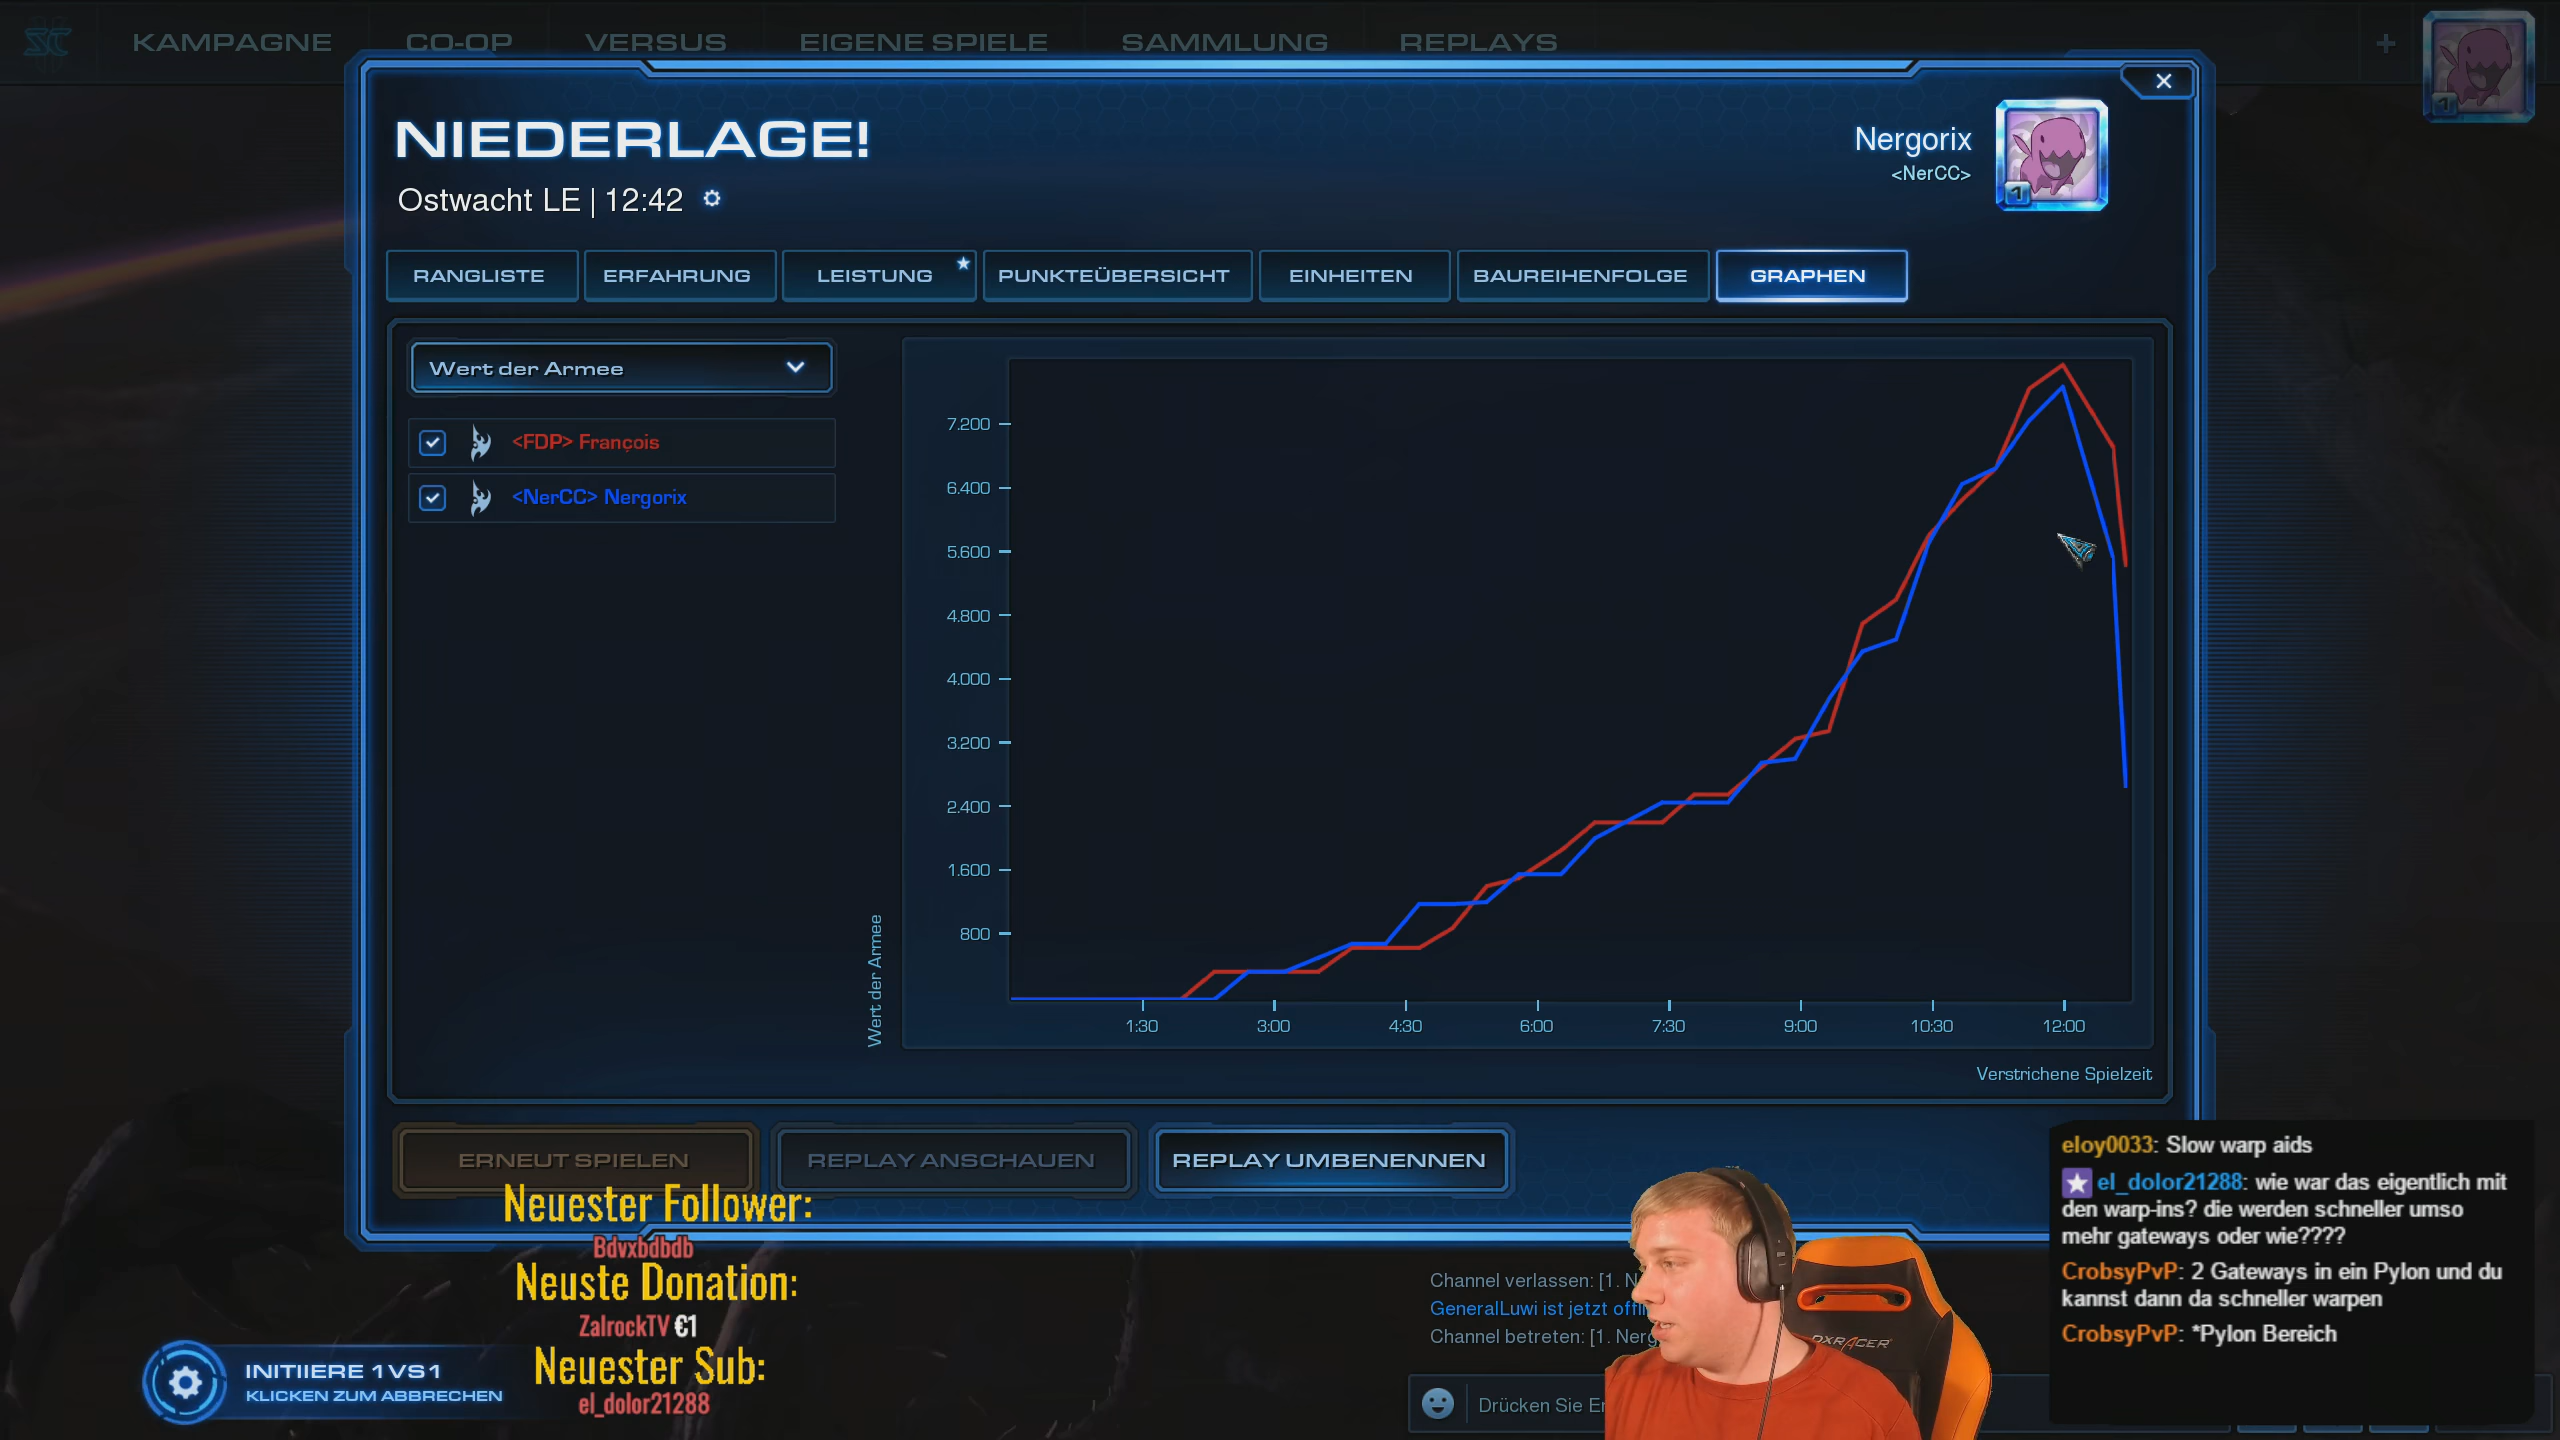 KAMPAGNE
CO-OP
VERSUS
EIGENE SPIELE
SAMMLUNG
REPLAYS
NIEDERLAGE!
Ostwacht LE | 12:42
Nergorix
<NerCC>
1
RANGLISTE
ERFAHRUNG
LEISTUNG
PUNKTEÜBERSICHT
EINHEITEN
BAUREIHENFOLGE
GRAPHEN
Wert der Armee
<FDP> François
<NerCC> Nergorix
7.200
6.400
5.600
4.800
4.000
3.200
2.400
1.600
800
Wert der Armee
1:30
3:00
4:30
6:00
7:30
9:00
10:30
12:00
Verstrichene Spielzeit
ERNEUT SPIELEN
REPLAY ANSCHAUEN
REPLAY UMBENENNEN
Neuester Follower:
Bdvxbdbdb
Neuste Donation:
ZalrockTV €1
Neuester Sub:
el_dolor21288
INITIIERE 1VS1
KLICKEN ZUM ABBRECHEN
Channel verlassen: [1. N
GeneralLuwi ist jetzt offli
Channel betreten: [1. Nerg
Drücken Sie Er
DXRACER
eloy0033: Slow warp aids
el_dolor21288: wie war das eigentlich mit
den warp-ins? die werden schneller umso
mehr gateways oder wie????
CrobsyPvP: 2 Gateways in ein Pylon und du
kannst dann da schneller warpen
CrobsyPvP: *Pylon Bereich